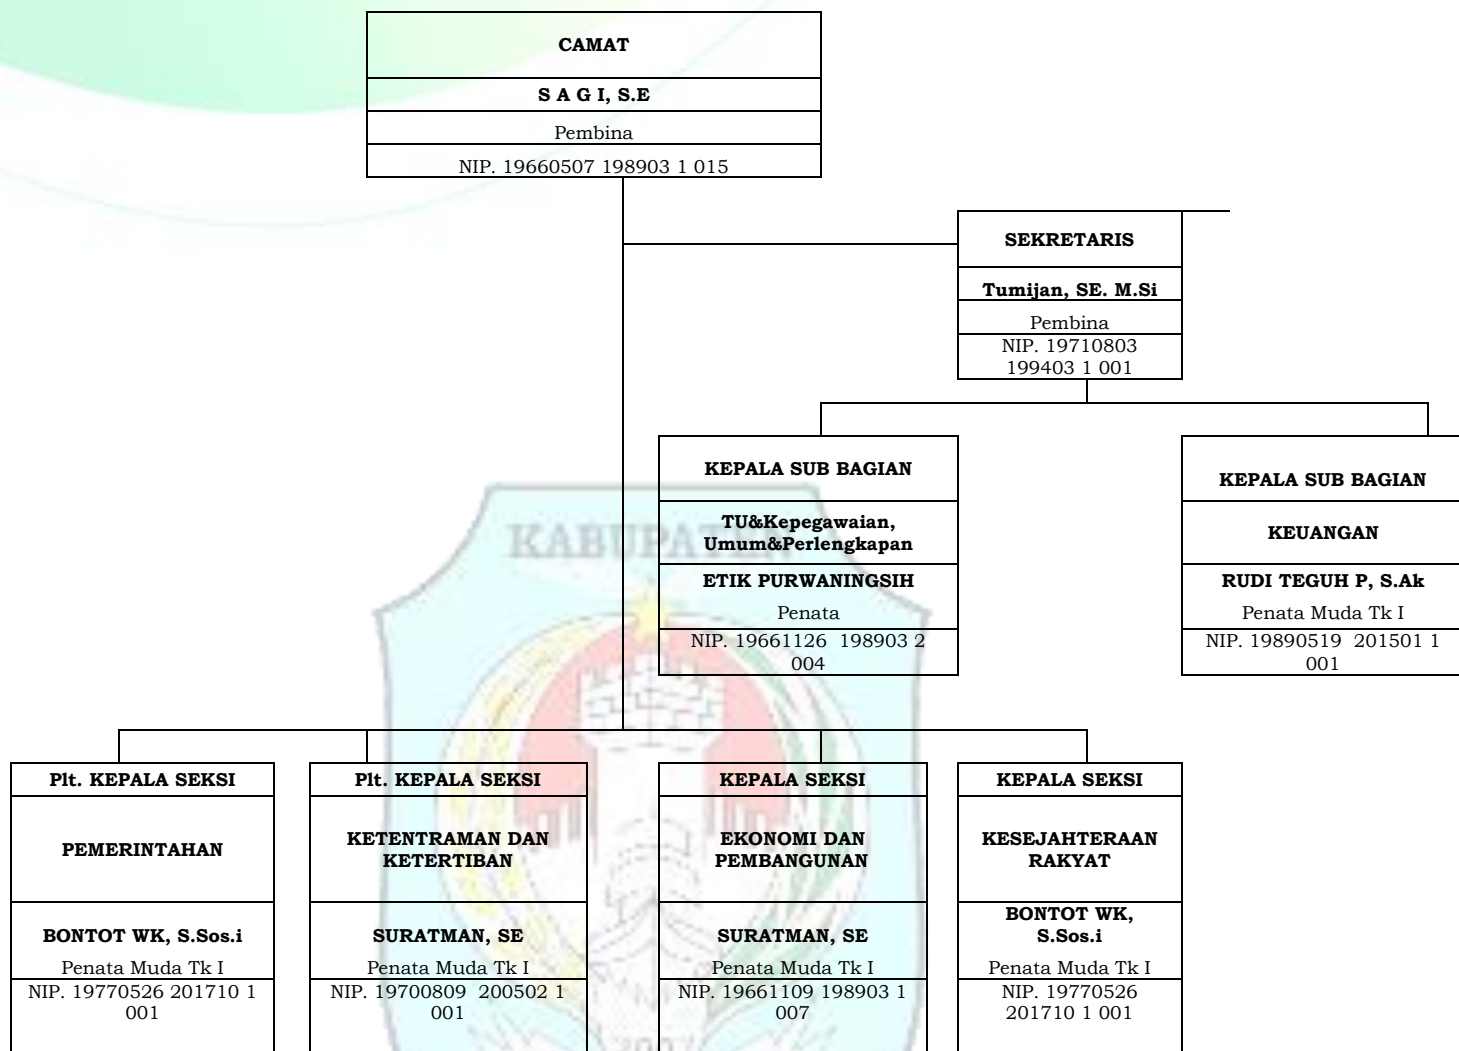 CAMAT
S A G I, S.E
Pembina
NIP. 19660507 198903 1 015
SEKRETARIS
Tumijan, SE. M.Si
Pembina
NIP. 19710803
199403 1 001
KEPALA SUB BAGIAN
TU&Kepegawaian,
Umum&Perlengkapan
ETIK PURWANINGSIH
Penata
NIP. 19661126 198903 2
004
KEPALA SUB BAGIAN
KEUANGAN
RUDI TEGUH P, S.Ak
Penata Muda Tk I
NIP. 19890519 201501 1
001
KABUPATEN
Plt. KEPALA SEKSI
PEMERINTAHAN
BONTOT WK, S.Sos.i
Penata Muda Tk I
NIP. 19770526 201710 1
001
Plt. KEPALA SEKSI
KETENTRAMAN DAN
KETERTIBAN
SURATMAN, SE
Penata Muda Tk I
NIP. 19700809 200502 1
001
KEPALA SEKSI
EKONOMI DAN
PEMBANGUNAN
SURATMAN, SE
Penata Muda Tk I
NIP. 19661109 198903 1
007
KEPALA SEKSI
KESEJAHTERAAN
RAKYAT
BONTOT WK,
S.Sos.i
Penata Muda Tk I
NIP. 19770526
201710 1 001